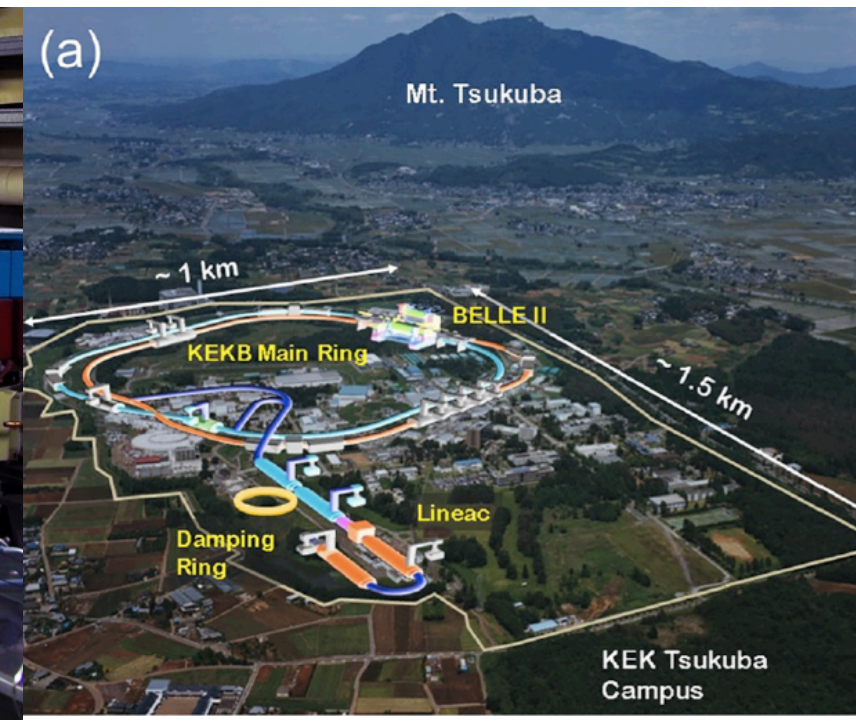 (a)
Mt. Tsukuba
~ 1 km
BELLE II
KEKB Main Ring
~ 1.5 km
Lineac
Damping
Ring
KEK Tsukuba
Campus